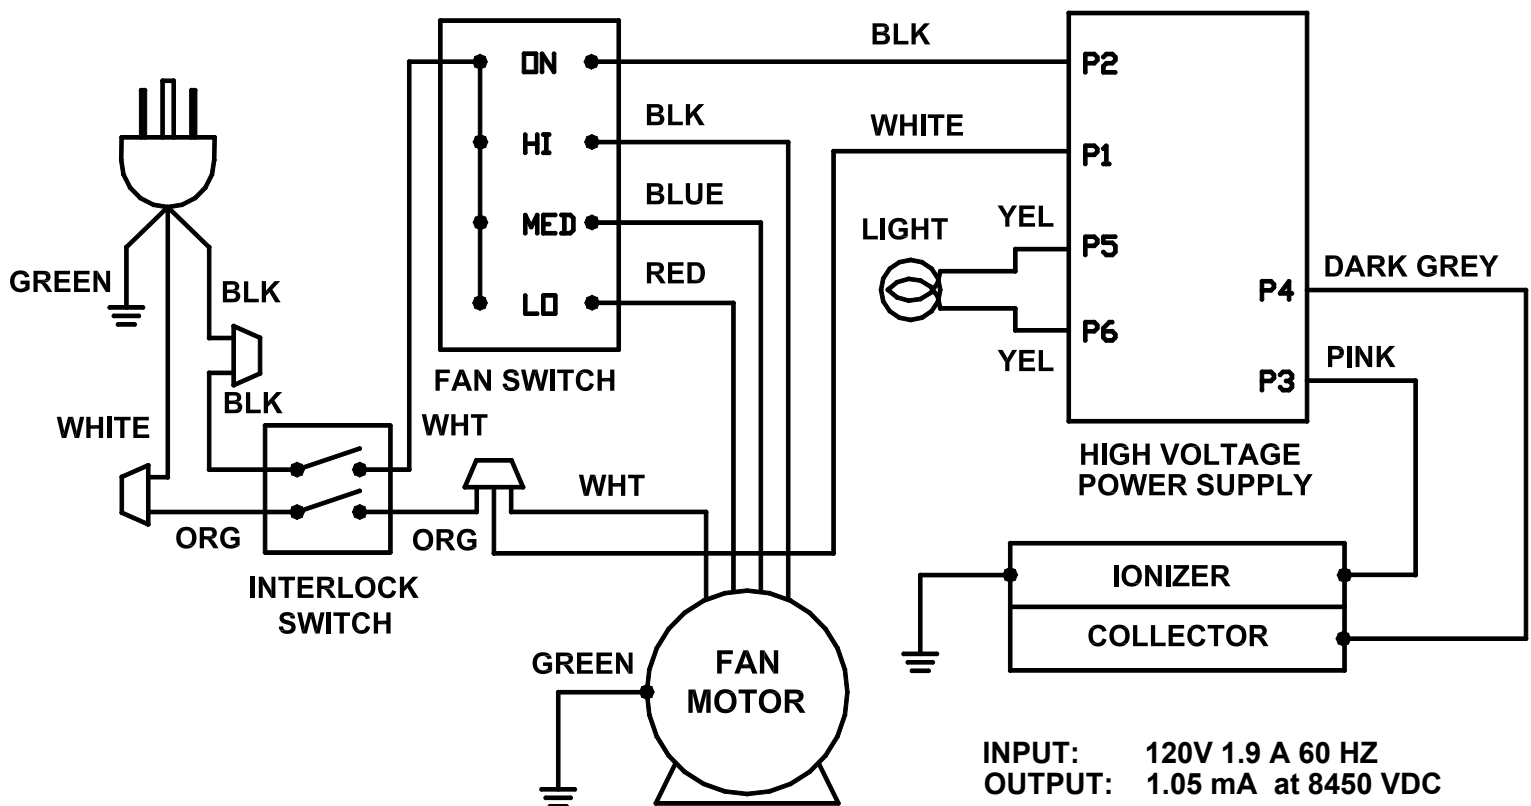 BLK
ON
P2
BLK
HI
WHITE
P1
BLUE
MED
LIGHT
YEL
P5
GREEN
BLK
RED
LO
P4
DARK GREY
P6
YEL
P3
PINK
FAN SWITCH
BLK
WHITE
WHT
HIGH VOLTAGE
POWER SUPPLY
WHT
ORG
ORG
INTERLOCK
SWITCH
IONIZER
COLLECTOR
GREEN
FAN
MOTOR
INPUT: 120V 1.9 A 60 HZ
OUTPUT: 1.05 mA at 8450 VDC